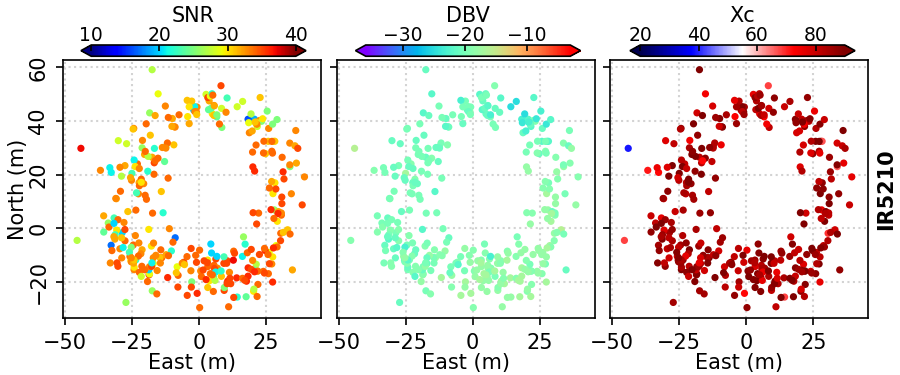 SNR DBV Xc
10 20 30 40 −30 −20 −10 20 40 60 80
60
40
20
0
−20
North (m)
IR5210
−50 −25 0 25 −50 −25 0 25 −50 −25 0 25
East (m) East (m) East (m)